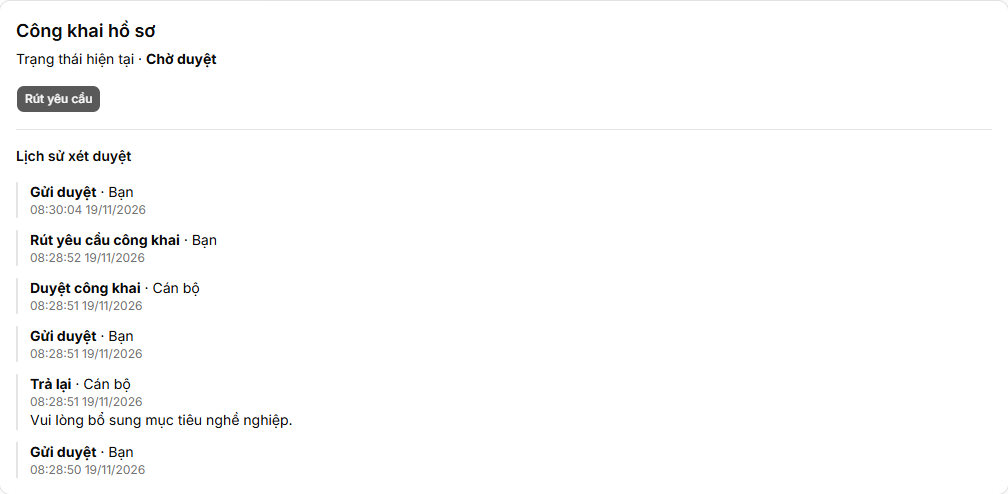 Công khai hồ sơ
Trạng thái hiện tại · Chờ duyệt
Rút yêu cầu
Lịch sử xét duyệt
Gửi duyệt · Bạn
08:30:04 19/11/2026
Rút yêu cầu công khai · Bạn
08:28:52 19/11/2026
Duyệt công khai · Cán bộ
08:28:51 19/11/2026
Gửi duyệt · Bạn
08:28:51 19/11/2026
Trả lại · Cán bộ
08:28:51 19/11/2026
Vui lòng bổ sung mục tiêu nghề nghiệp.
Gửi duyệt · Bạn
08:28:50 19/11/2026